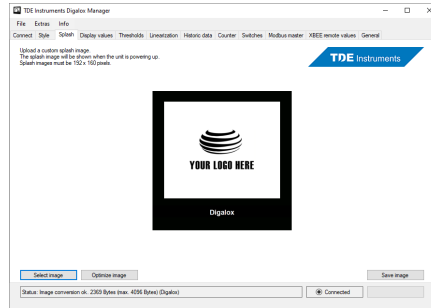 TDE Instruments Digalox Manager
File Extras Info
Connect Style Splash Display values Thresholds Linearization Historic data Counter Switches Modbus master XBEE remote values General
Upload a custom splash image.
The splash image will be shown when the unit is powering up.
Splash images must be 192 x 160 pixels.
TDE Instruments
YOUR LOGO HERE
Digalox
Select image Optimize image Save image
Status: Image conversion ok. 2369 Bytes (max. 4096 Bytes) (Digalox) Connected